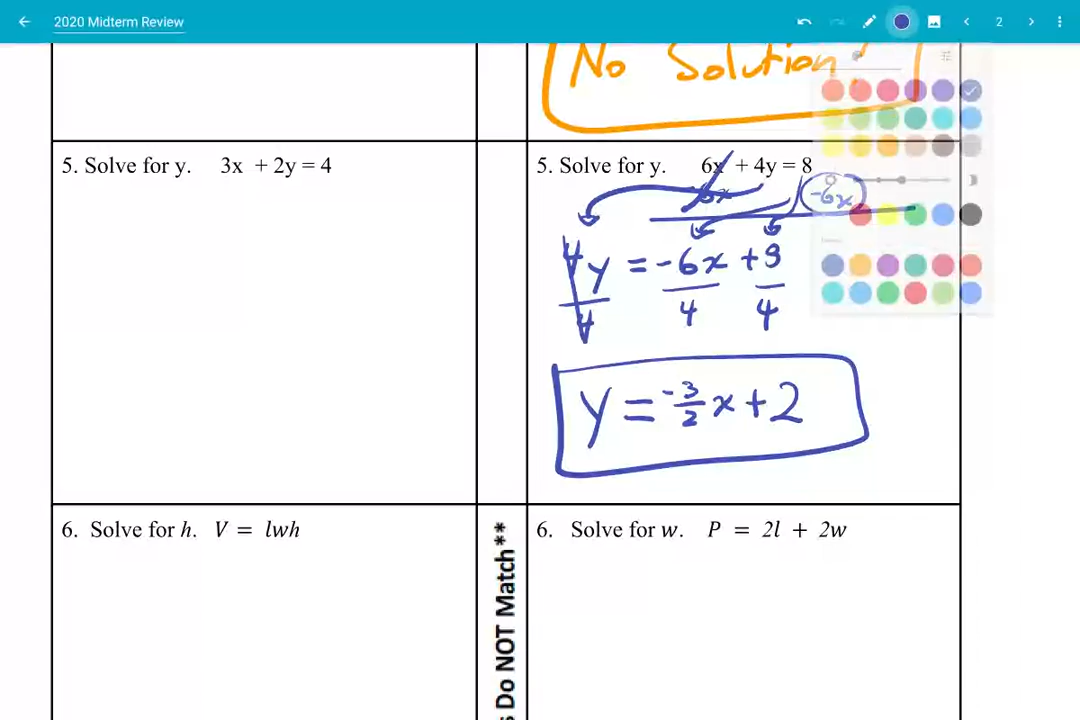 2020 Midterm Review
2
No Solution!
5. Solve for y. 3x + 2y = 4
5. Solve for y. 6x + 4y = 8
-6x -6x
4y = -6x + 8
4 4 4
y = -3/2 x + 2
6. Solve for h. V = lwh
s Do NOT Match**
6. Solve for w. P = 2l + 2w